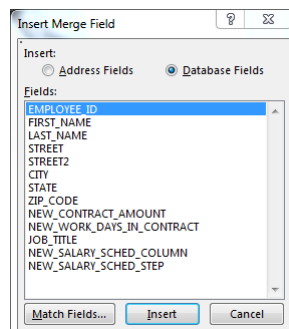 Insert Merge Field
Insert:
Address Fields
Database Fields
Fields:
EMPLOYEE_ID
FIRST_NAME
LAST_NAME
STREET
STREET2
CITY
STATE
ZIP_CODE
NEW_CONTRACT_AMOUNT
NEW_WORK_DAYS_IN_CONTRACT
JOB_TITLE
NEW_SALARY_SCHED_COLUMN
NEW_SALARY_SCHED_STEP
Match Fields... Insert Cancel